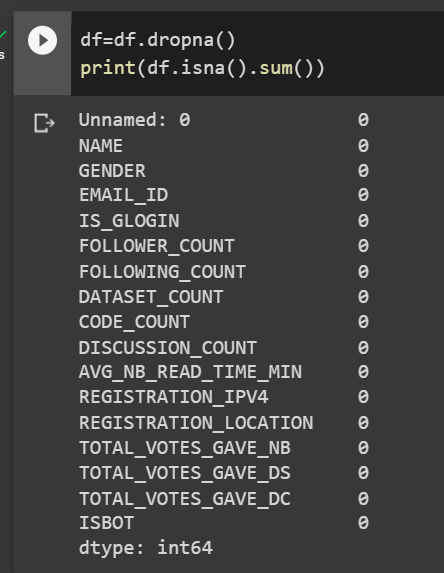 df=df.dropna()
s
print(df.isna().sum())
Unnamed: 0 0
NAME 0
GENDER 0
EMAIL_ID 0
IS_GLOGIN 0
FOLLOWER_COUNT 0
FOLLOWING_COUNT 0
DATASET_COUNT 0
CODE_COUNT 0
DISCUSSION_COUNT 0
AVG_NB_READ_TIME_MIN 0
REGISTRATION_IPV4 0
REGISTRATION_LOCATION 0
TOTAL_VOTES_GAVE_NB 0
TOTAL_VOTES_GAVE_DS 0
TOTAL_VOTES_GAVE_DC 0
ISBOT 0
dtype: int64